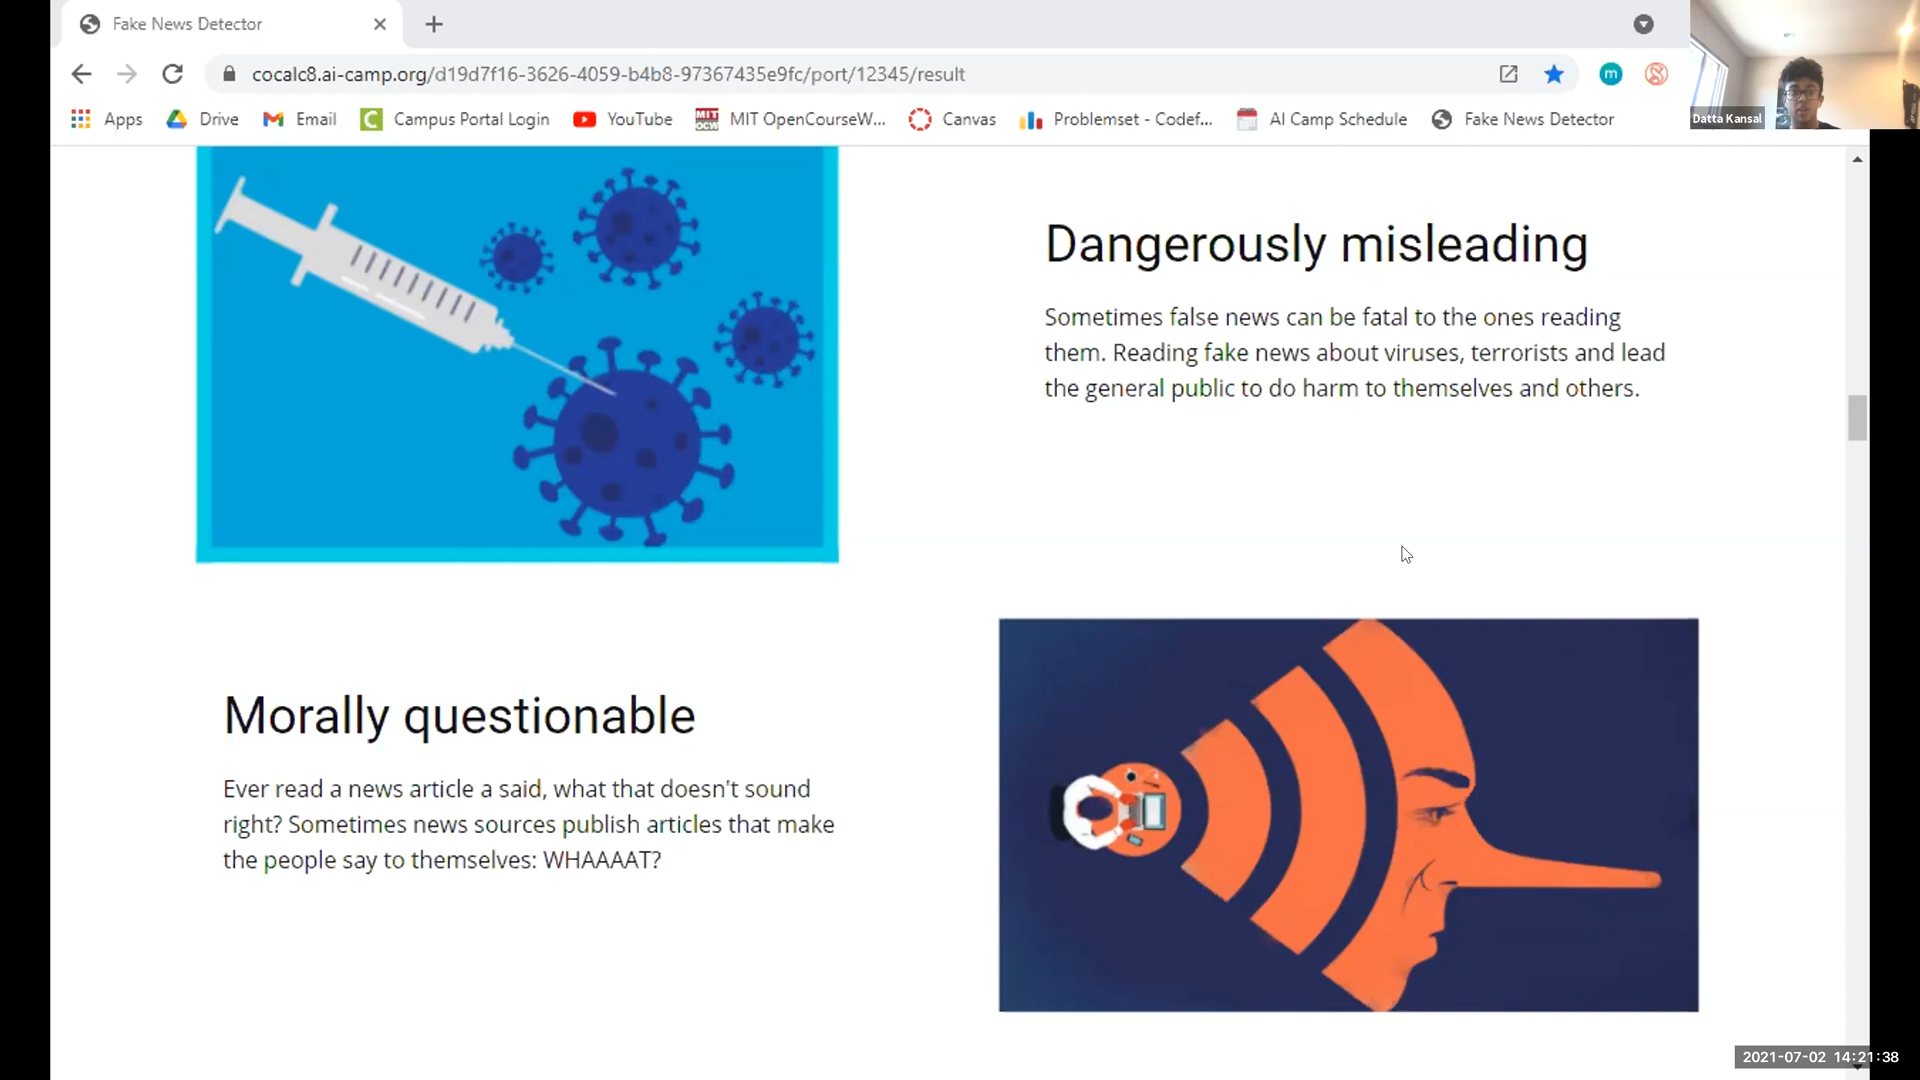 Fake News Detector
cocalc8.ai-camp.org/d19d7f16-3626-4059-b4b8-97367435e9fc/port/12345/result
m
Apps Drive Email C Campus Portal Login YouTube MIT OCW MIT OpenCourseW... Canvas Problemset - Codef... AI Camp Schedule Fake News Detector
Datta Kansal
Dangerously misleading
Sometimes false news can be fatal to the ones reading
them. Reading fake news about viruses, terrorists and lead
the general public to do harm to themselves and others.
Morally questionable
Ever read a news article a said, what that doesn't sound
right? Sometimes news sources publish articles that make
the people say to themselves: WHAAAAT?
2021-07-02 14:21:38